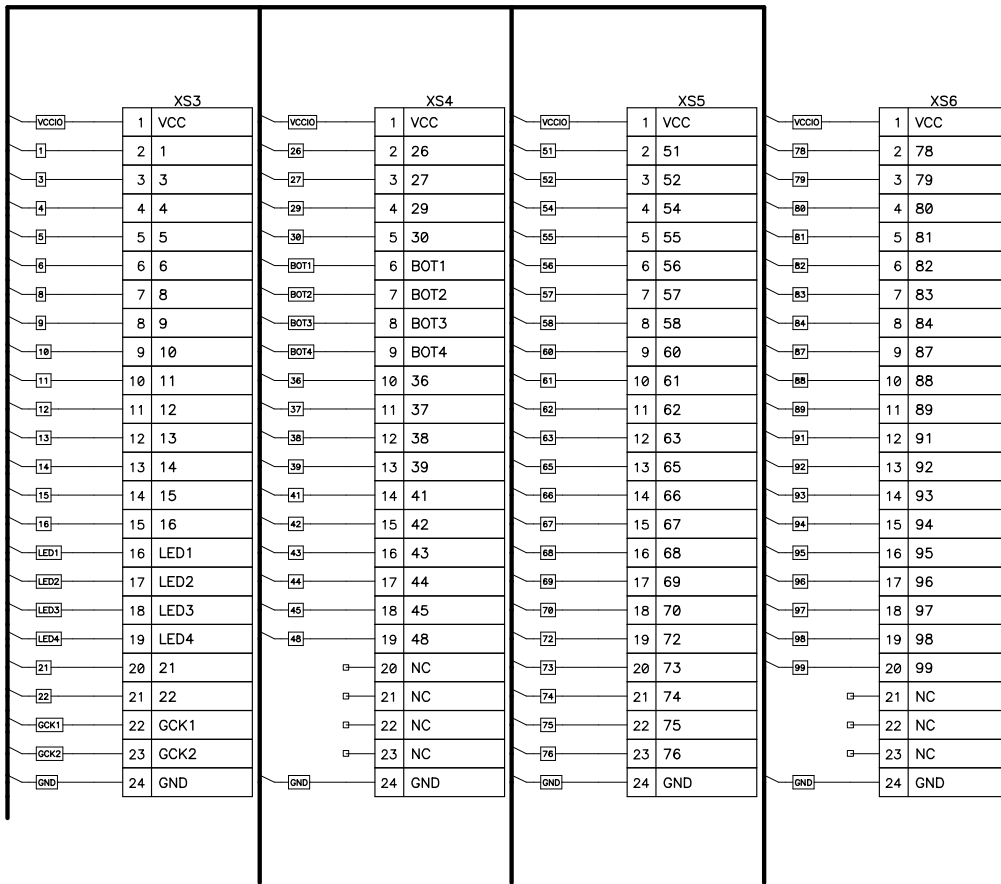 XS3
VCCIO 1 VCC
1 2 1
3 3 3
4 4 4
5 5 5
6 6 6
8 7 8
9 8 9
10 9 10
11 10 11
12 11 12
13 12 13
14 13 14
15 14 15
16 15 16
LED1 16 LED1
LED2 17 LED2
LED3 18 LED3
LED4 19 LED4
21 20 21
22 21 22
GCK1 22 GCK1
GCK2 23 GCK2
GND 24 GND
XS4
VCCIO 1 VCC
26 2 26
27 3 27
29 4 29
30 5 30
BOT1 6 BOT1
BOT2 7 BOT2
BOT3 8 BOT3
BOT4 9 BOT4
36 10 36
37 11 37
38 12 38
39 13 39
41 14 41
42 15 42
43 16 43
44 17 44
45 18 45
48 19 48
20 NC
21 NC
22 NC
23 NC
GND 24 GND
XS5
VCCIO 1 VCC
51 2 51
52 3 52
54 4 54
55 5 55
56 6 56
57 7 57
58 8 58
60 9 60
61 10 61
62 11 62
63 12 63
65 13 65
66 14 66
67 15 67
68 16 68
69 17 69
70 18 70
72 19 72
73 20 73
74 21 74
75 22 75
76 23 76
GND 24 GND
XS6
VCCIO 1 VCC
78 2 78
79 3 79
80 4 80
81 5 81
82 6 82
83 7 83
84 8 84
87 9 87
88 10 88
89 11 89
91 12 91
92 13 92
93 14 93
94 15 94
95 16 95
96 17 96
97 18 97
98 19 98
99 20 99
21 NC
22 NC
23 NC
GND 24 GND